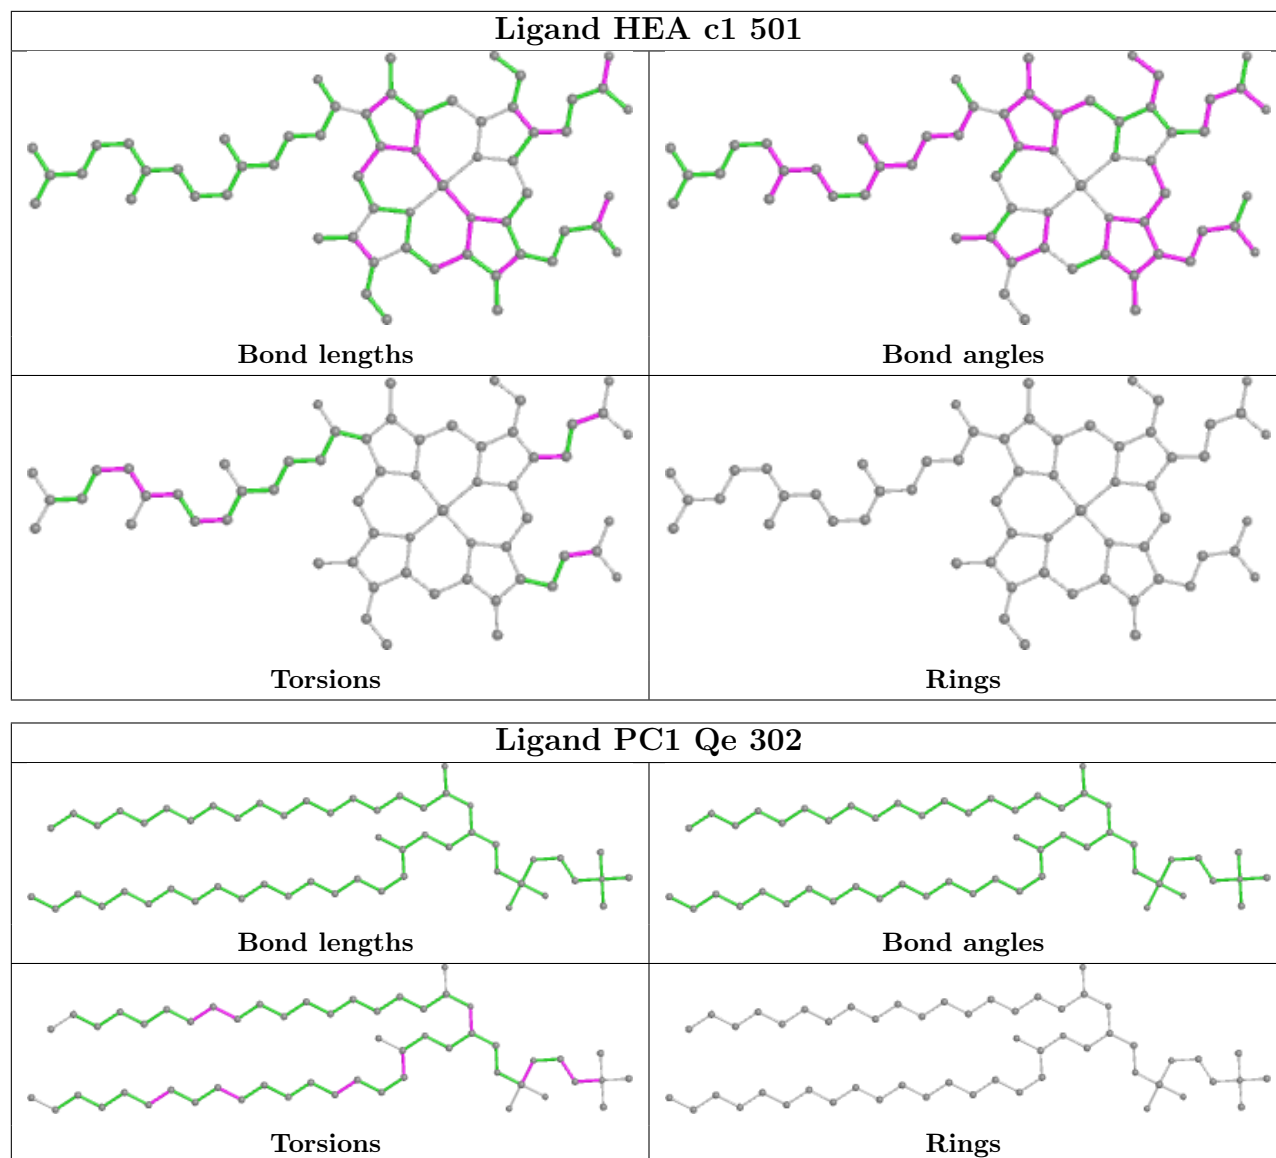 Ligand HEA c1 501
Bond lengths
Bond angles
Torsions
Rings
Ligand PC1 Qe 302
Bond lengths
Bond angles
Torsions
Rings